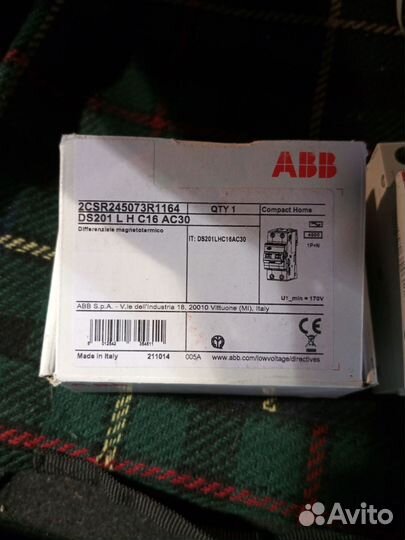 ABB
2CSR245073R1164
DS201 L H C16 AC30
QTY 1
Compact Home
Differenziale magnetotermico
IT: DS201LHC16AC30
4500
1P+N
U1_min = 170V
ABB S.p.A. - V.le dell'Industria 18, 20010 Vittuone (MI), Italy
Made in Italy
211014
005A
www.abb.com/lowvoltage/directives
Avito